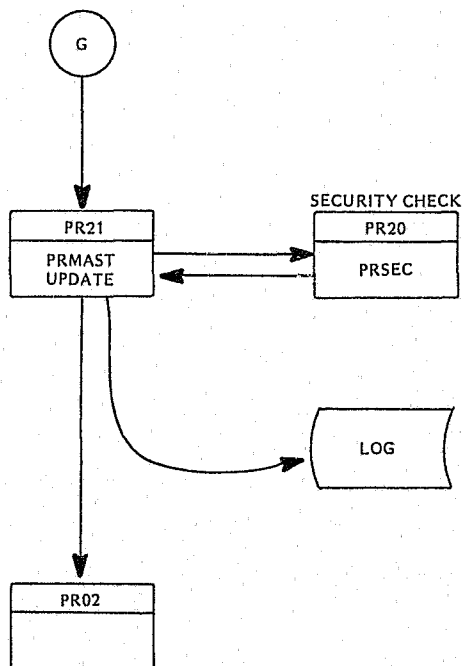 G
SECURITY CHECK
PR21
PR20
PRMAST
UPDATE
PRSEC
LOG
PR02